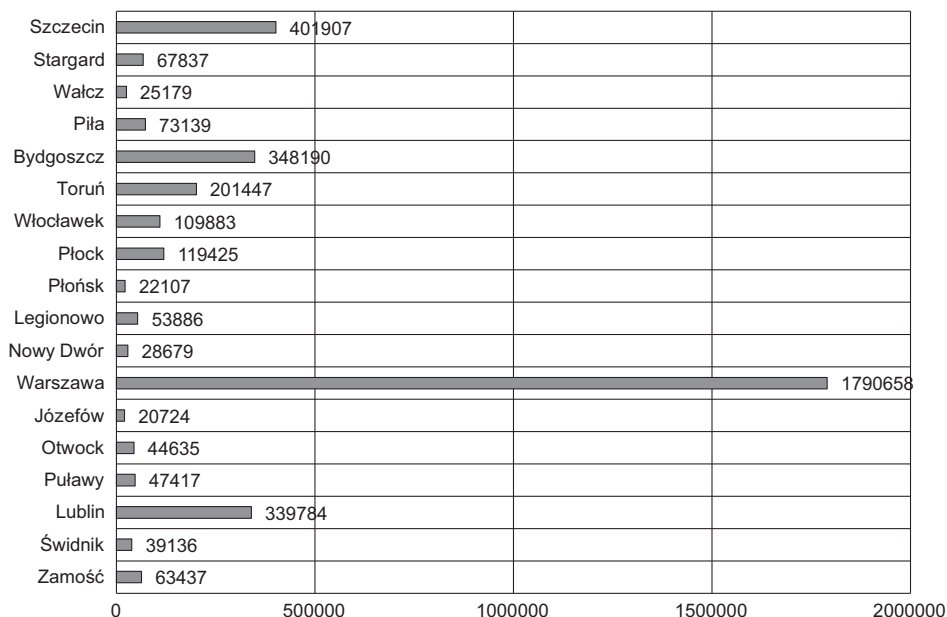 Szczecin 401907
Stargard 67837
Wałcz 25179
Piła 73139
Bydgoszcz 348190
Toruń 201447
Włocławek 109883
Płock 119425
Płońsk 22107
Legionowo 53886
Nowy Dwór 28679
Warszawa 1790658
Józefów 20724
Otwock 44635
Puławy 47417
Lublin 339784
Świdnik 39136
Zamość 63437
0 500000 1000000 1500000 2000000